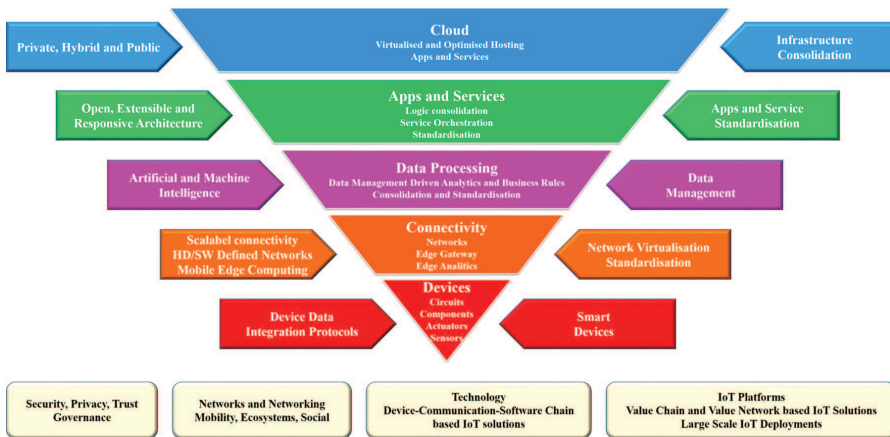 Cloud
Virtualised and Optimised Hosting
Apps and Services
Private, Hybrid and Public
Infrastructure
Consolidation
Apps and Services
Logic consolidation
Service Orchestration
Standardisation
Open, Extensible and
Responsive Architecture
Apps and Service
Standardisation
Data Processing
Data Management Driven Analytics and Business Rules
Consolidation and Standardisation
Artificial and Machine
Intelligence
Data
Management
Connectivity
Networks
Edge Gateway
Edge Analitics
Scalabel connectivity
HD/SW Defined Networks
Mobile Edge Computing
Network Virtualisation
Standardisation
Devices
Circuits
Components
Actuators
Sensors
Device Data
Integration Protocols
Smart
Devices
Security, Privacy, Trust
Governance
Networks and Networking
Mobility, Ecosystems, Social
Technology
Device-Communication-Software Chain
based IoT solutions
IoT Platforms
Value Chain and Value Network based IoT Solutions
Large Scale IoT Deployments